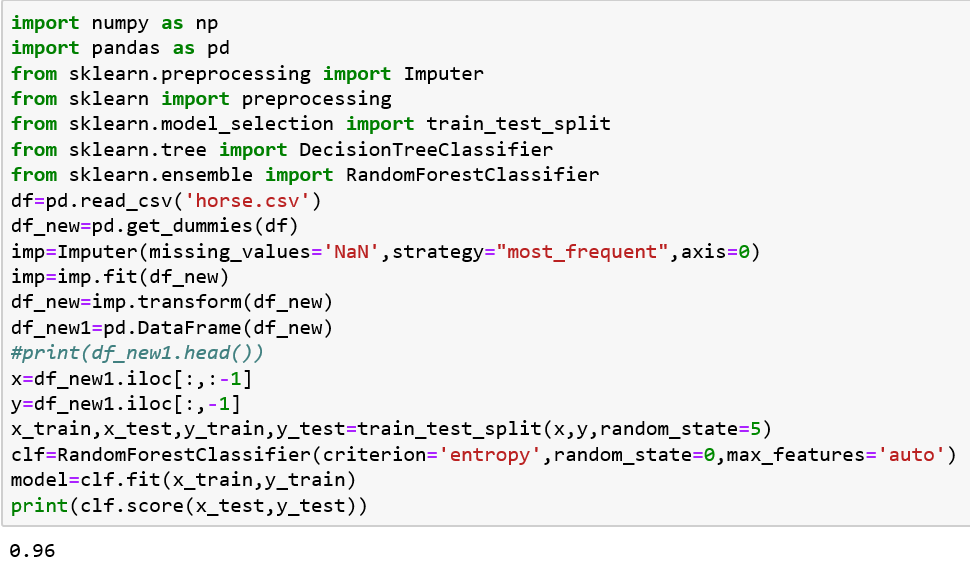 import numpy as np
import pandas as pd
from sklearn.preprocessing import Imputer
from sklearn import preprocessing
from sklearn.model_selection import train_test_split
from sklearn.tree import DecisionTreeClassifier
from sklearn.ensemble import RandomForestClassifier
df=pd.read_csv('horse.csv')
df_new=pd.get_dummies(df)
imp=Imputer(missing_values='NaN',strategy="most_frequent",axis=0)
imp=imp.fit(df_new)
df_new=imp.transform(df_new)
df_new1=pd.DataFrame(df_new)
#print(df_new1.head())
x=df_new1.iloc[:,:-1]
y=df_new1.iloc[:,-1]
x_train,x_test,y_train,y_test=train_test_split(x,y,random_state=5)
clf=RandomForestClassifier(criterion='entropy',random_state=0,max_features='auto')
model=clf.fit(x_train,y_train)
print(clf.score(x_test,y_test))
0.96